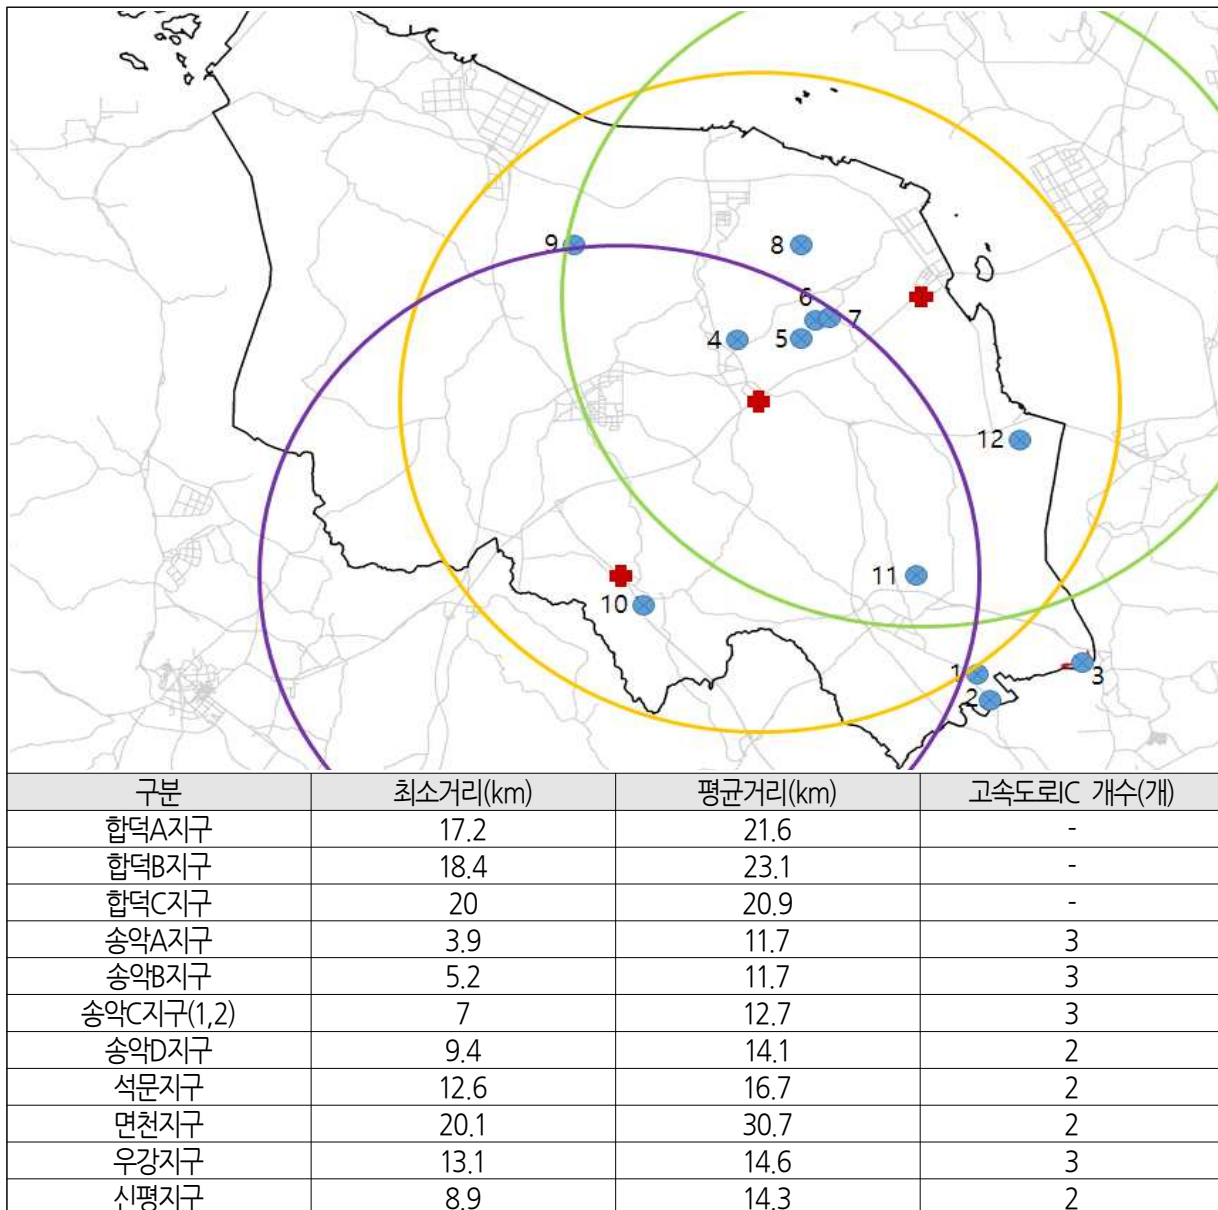 9
8
6
7
4
5
12
11
10
1
3
2
구분 최소거리(km) 평균거리(km) 고속도로IC 개수(개)
합덕A지구 17.2 21.6 -
합덕B지구 18.4 23.1 -
합덕C지구 20 20.9 -
송악A지구 3.9 11.7 3
송악B지구 5.2 11.7 3
송악C지구(1,2) 7 12.7 3
송악D지구 9.4 14.1 2
석문지구 12.6 16.7 2
면천지구 20.1 30.7 2
우강지구 13.1 14.6 3
신평지구 8.9 14.3 2